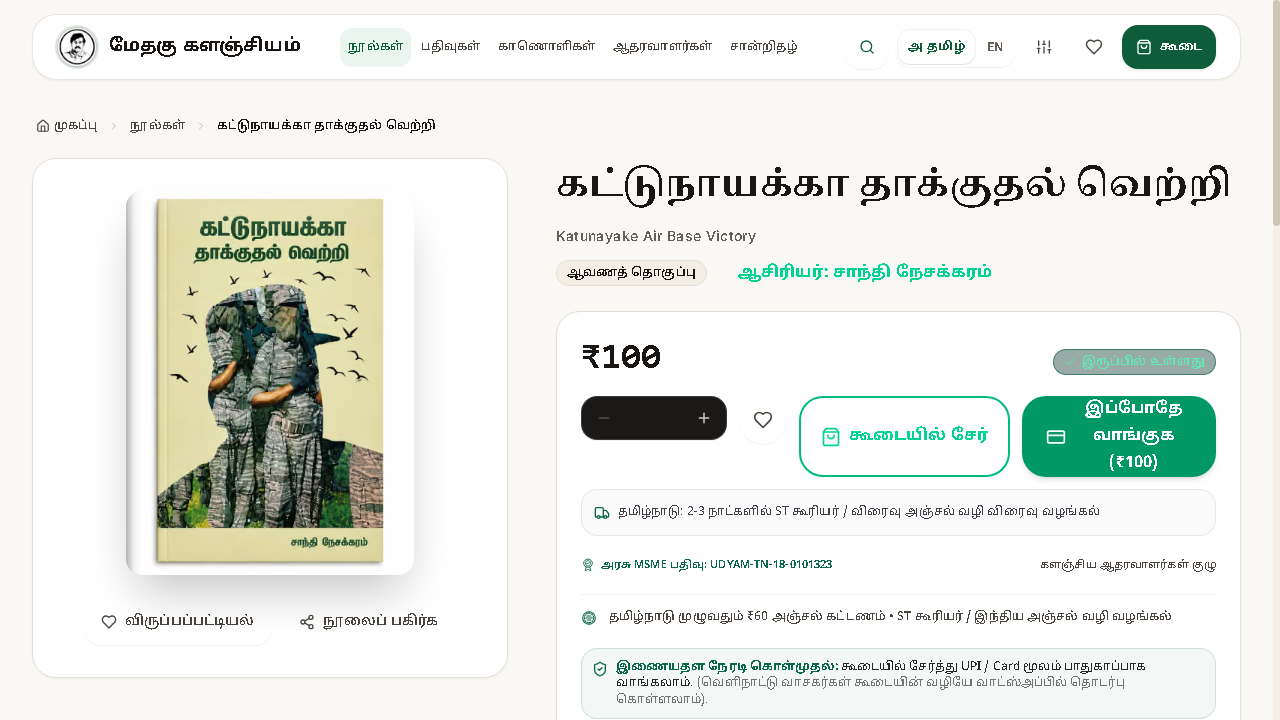 மேதகு களஞ்சியம்
நூல்கள்
பதிவுகள்
காணொளிகள்
ஆதரவாளர்கள்
சான்றிதழ்
அ தமிழ்
EN
கூடை
முகப்பு
நூல்கள்
கட்டுநாயக்கா தாக்குதல் வெற்றி
கட்டுநாயக்கா
தாக்குதல் வெற்றி
சாந்தி நேசக்கரம்
விருப்பப்பட்டியல்
நூலைப் பகிர்க
கட்டுநாயக்கா தாக்குதல் வெற்றி
Katunayake Air Base Victory
ஆவணத் தொகுப்பு
ஆசிரியர்: சாந்தி நேசக்கரம்
₹100
✓ இருப்பில் உள்ளது
−
+
கூடையில் சேர்
இப்போதே
வாங்குக
(₹100)
தமிழ்நாடு: 2-3 நாட்களில் ST கூரியர் / விரைவு அஞ்சல் வழி விரைவு வழங்கல்
அரசு MSME பதிவு: UDYAM-TN-18-0101323
களஞ்சிய ஆதரவாளர்கள் குழு
தமிழ்நாடு முழுவதும் ₹60 அஞ்சல் கட்டணம் • ST கூரியர் / இந்திய அஞ்சல் வழி வழங்கல்
இணையதள நேரடி கொள்முதல்: கூடையில் சேர்த்து UPI / Card மூலம் பாதுகாப்பாக
வாங்கலாம். (வெளிநாட்டு வாசகர்கள் கூடையின் வழியே வாட்ஸ்அப்பில் தொடர்பு
கொள்ளலாம்).